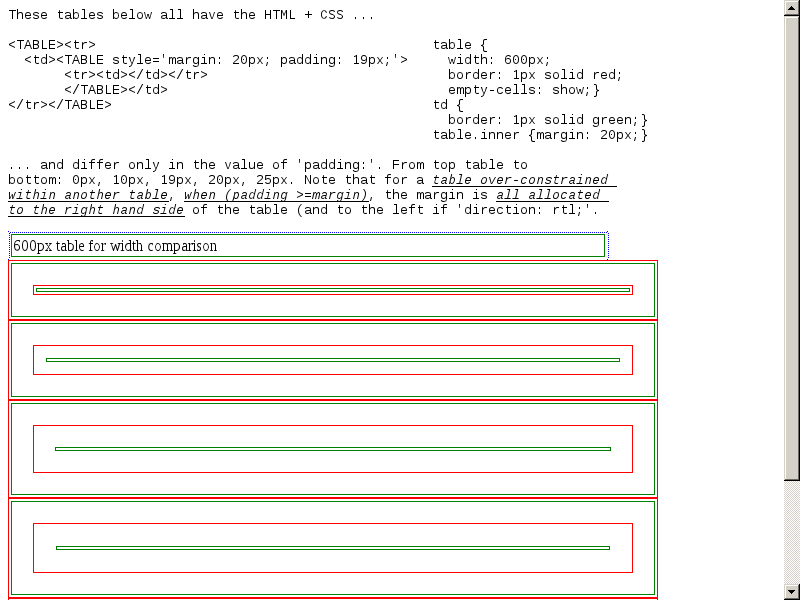 These tables below all have the HTML + CSS ...
<TABLE><tr> table {
<td><TABLE style='margin: 20px; padding: 19px;'> width: 600px;
<tr><td></td></tr> border: 1px solid red;
</TABLE></td> empty-cells: show;}
</tr></TABLE> td {
border: 1px solid green;}
table.inner {margin: 20px;}
... and differ only in the value of 'padding:'. From top table to
bottom: 0px, 10px, 19px, 20px, 25px. Note that for a table over-constrained
within another table, when (padding >=margin), the margin is all allocated
to the right hand side of the table (and to the left if 'direction: rtl;'.
600px table for width comparison